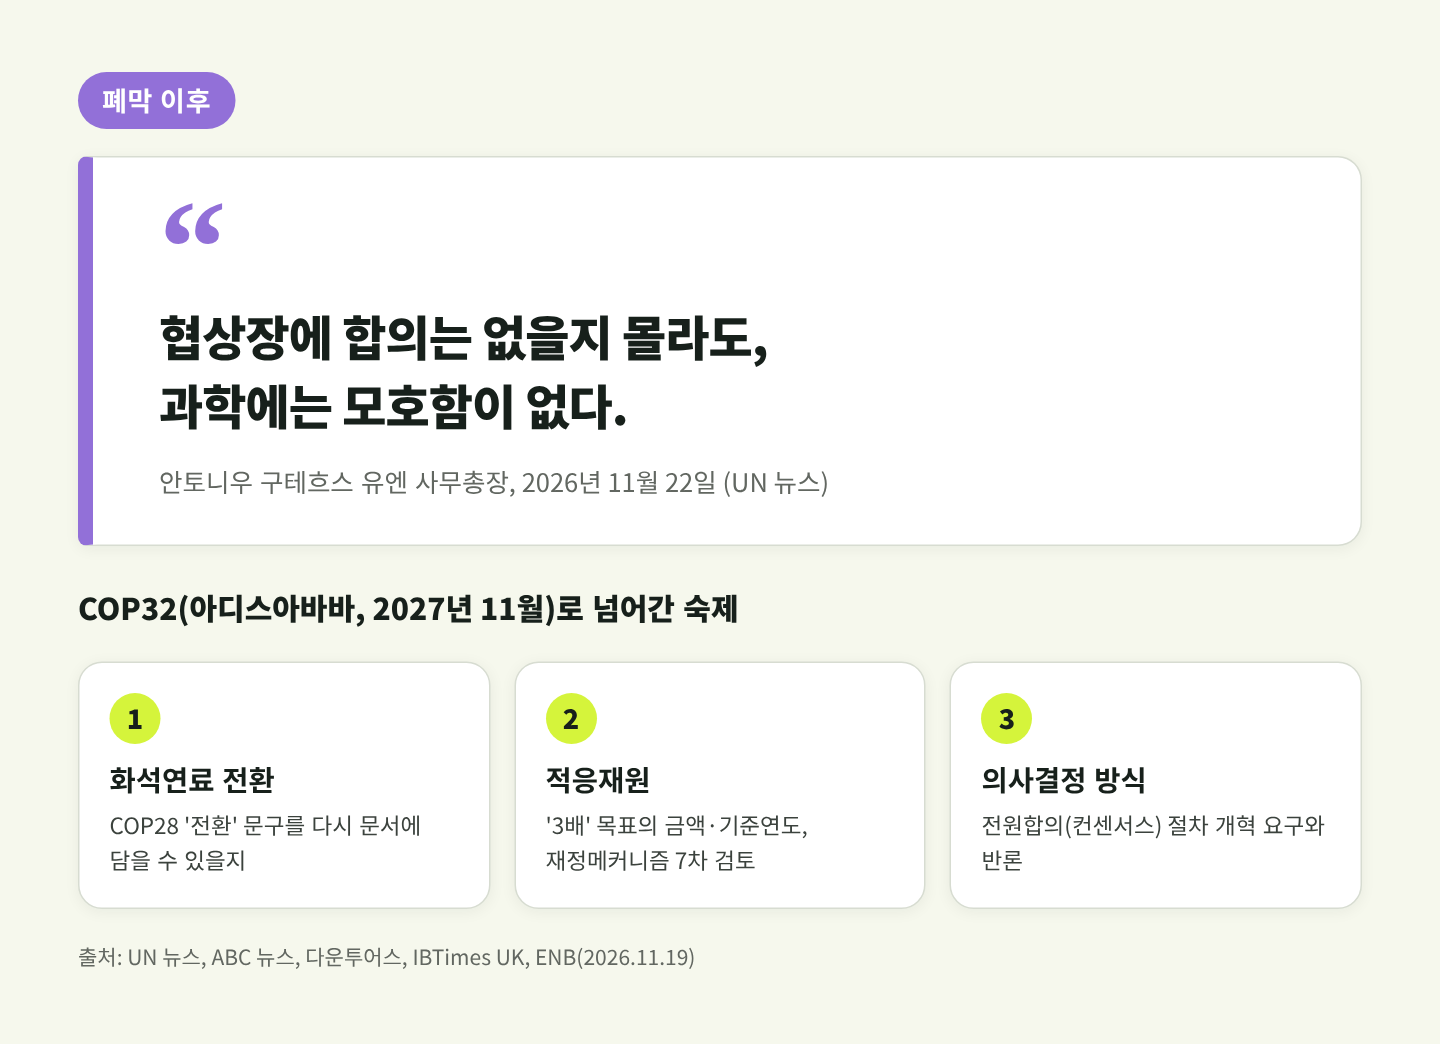 폐막 이후
“
협상장에 합의는 없을지 몰라도,
과학에는 모호함이 없다.
안토니우 구테흐스 유엔 사무총장, 2026년 11월 22일 (UN 뉴스)
COP32(아디스아바바, 2027년 11월)로 넘어간 숙제
1
화석연료 전환
COP28 '전환' 문구를 다시 문서에
담을 수 있을지
2
적응재원
'3배' 목표의 금액·기준연도,
재정메커니즘 7차 검토
3
의사결정 방식
전원합의(컨센서스) 절차 개혁 요구와
반론
출처: UN 뉴스, ABC 뉴스, 다운투어스, IBTimes UK, ENB(2026.11.19)